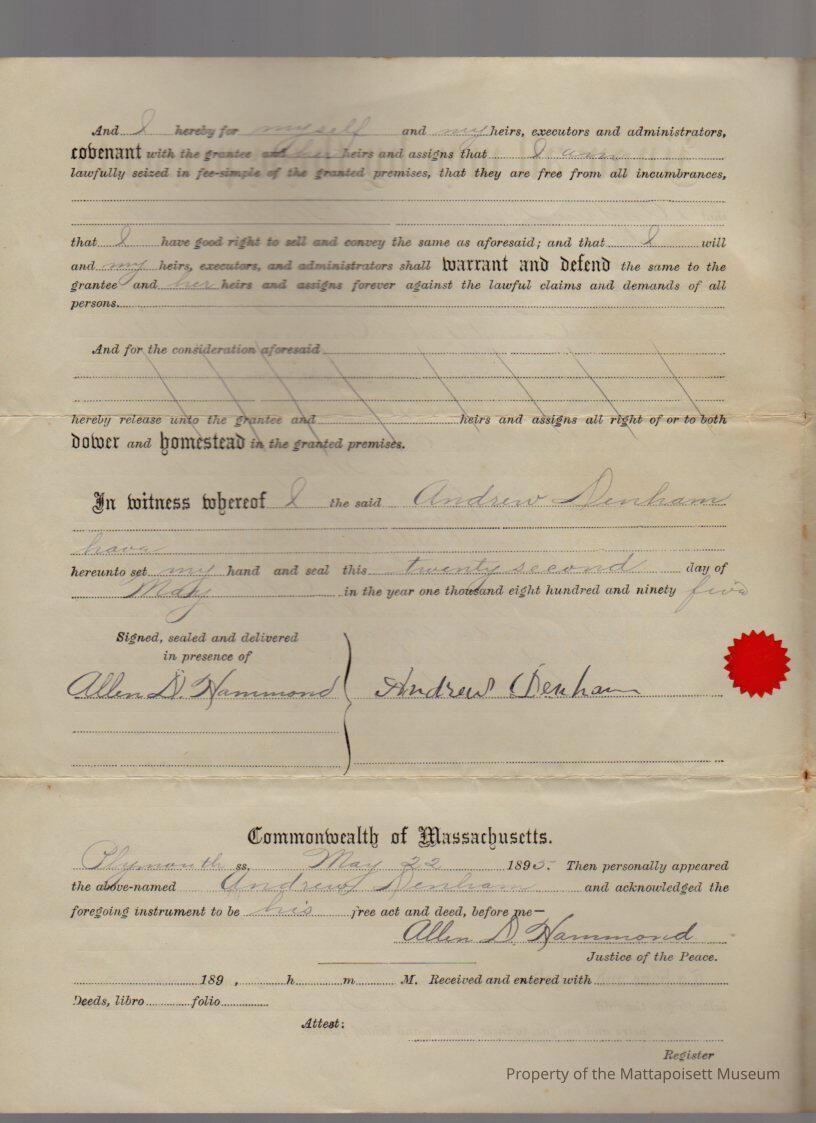 And I hereby for myself and my heirs, executors and administrators,
covenant with the grantee and her heirs and assigns that I am
lawfully seized in fee-simple of the granted premises, that they are free from all incumbrances,
that I have good right to sell and convey the same as aforesaid; and that I will
and my heirs, executors, and administrators shall warrant and defend the same to the
grantee and her heirs and assigns forever against the lawful claims and demands of all
persons.
And for the consideration aforesaid
hereby release unto the grantee and heirs and assigns all right of or to both
dower and homestead in the granted premises.
In witness whereof I the said Andrew Denham
have
hereunto set my hand and seal this twenty second day of
May in the year one thousand eight hundred and ninety five
Signed, sealed and delivered
in presence of
Allen D. Hammond Andrew Denham
Commonwealth of Massachusetts.
Plymouth ss. May 22 1895. Then personally appeared
the above-named Andrew Denham and acknowledged the
foregoing instrument to be his free act and deed, before me—
Allen D. Hammond
Justice of the Peace.
189 , h. m. M. Received and entered with
Deeds, libro folio
Attest:
Register
Property of the Mattapoisett Museum